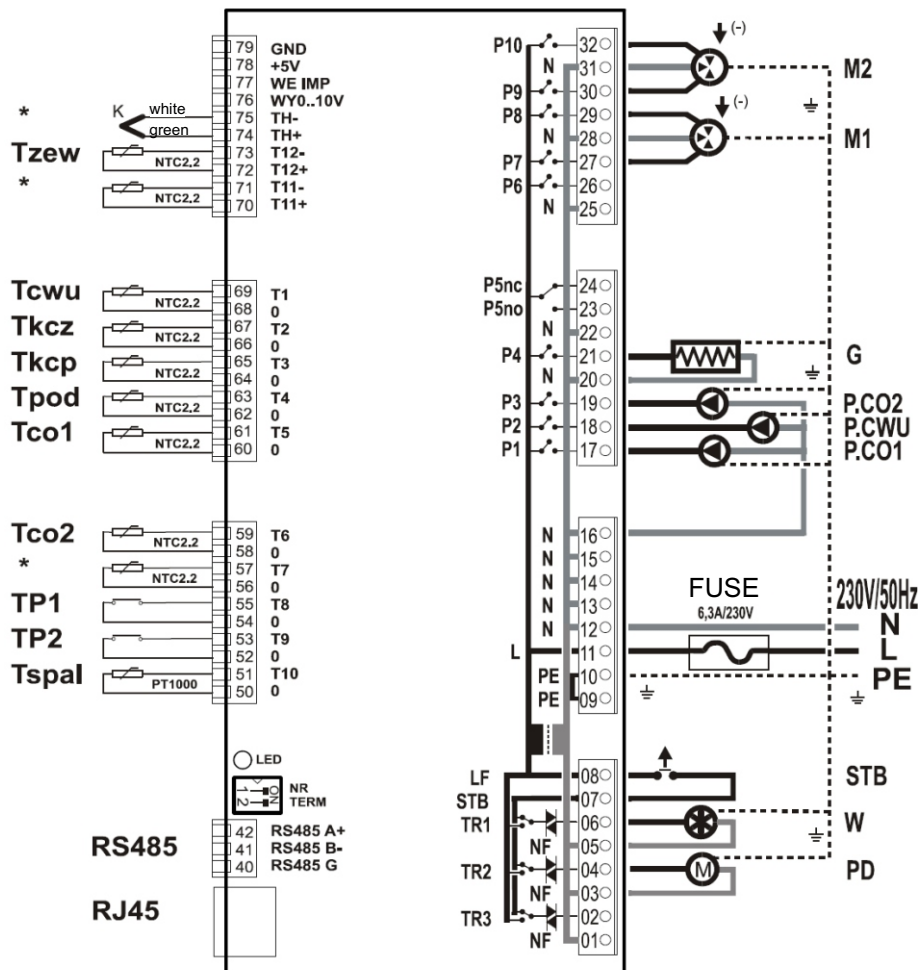 79 GND
78 +5V
77 WE IMP
76 WY0..10V
* K white 75 TH-
green 74 TH+
Tzew NTC2.2 73 T12-
72 T12+
* NTC2.2 71 T11-
70 T11+
Tcwu NTC2.2 69 T1
68 0
Tkcz NTC2.2 67 T2
66 0
Tkcp NTC2.2 65 T3
64 0
Tpod NTC2.2 63 T4
62 0
Tco1 NTC2.2 61 T5
60 0
Tco2 NTC2.2 59 T6
58 0
* NTC2.2 57 T7
56 0
TP1 55 T8
54 0
TP2 53 T9
52 0
Tspal PT1000 51 T10
50 0
LED
1 2 ON NR
TERM
RS485 42 RS485 A+
41 RS485 B-
40 RS485 G
RJ45
P10 32 (-)
N 31 M2
P9 30
P8 29 (-)
N 28 M1
P7 27
P6 26
N 25
P5nc 24
P5no 23
N 22
P4 21 G
N 20
P3 19 P.CO2
P2 18 P.CWU
P1 17 P.CO1
N 16
N 15
N 14 FUSE
N 13 6,3A/230V 230V/50Hz
N 12 N
L 11 L
PE 10 PE
PE 09
LF 08 STB
STB 07
TR1 06 W
NF 05
TR2 04 M PD
NF 03
TR3 02
NF 01